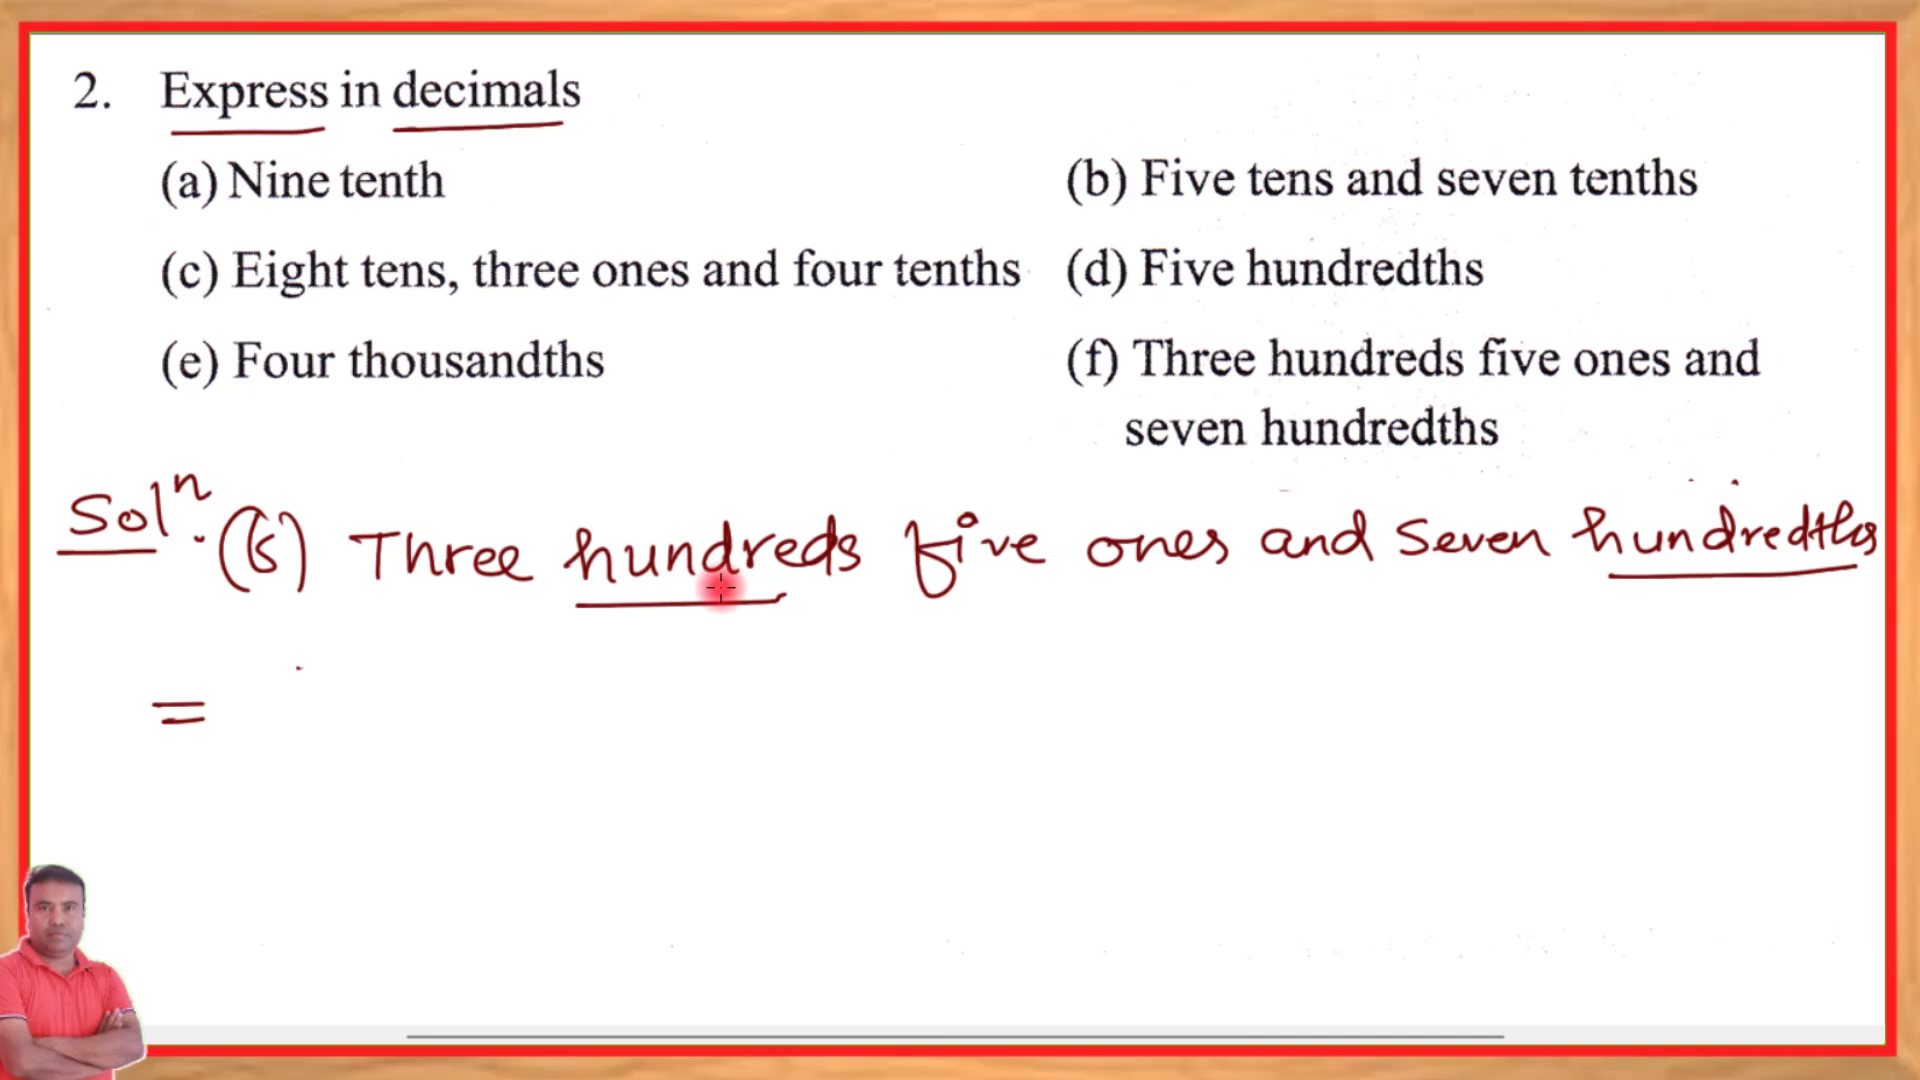 2. Express in decimals
(a) Nine tenth (b) Five tens and seven tenths
(c) Eight tens, three ones and four tenths (d) Five hundredths
(e) Four thousandths (f) Three hundreds five ones and
seven hundredths
Solⁿ. (f) Three hundreds five ones and seven hundredths
=